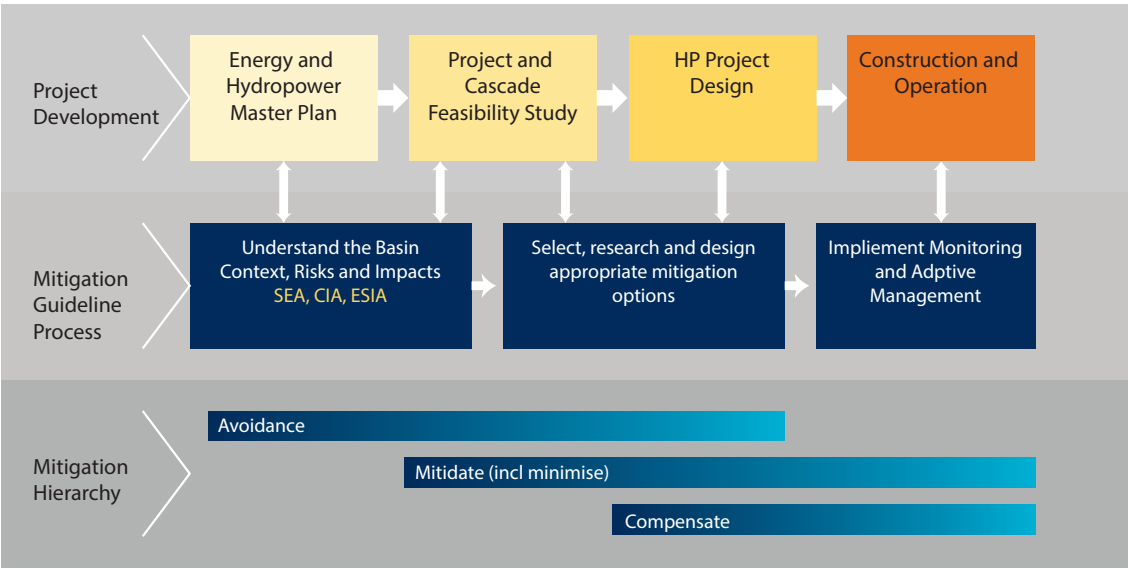 Project
Development
Energy and
Hydropower
Master Plan
Project and
Cascade
Feasibility Study
HP Project
Design
Construction and
Operation
Mitigation
Guideline
Process
Understand the Basin
Context, Risks and Impacts
SEA, CIA, ESIA
Select, research and design
appropriate mitigation
options
Implement Monitoring
and Adptive
Management
Mitigation
Hierarchy
Avoidance
Mitidate (incl minimise)
Compensate